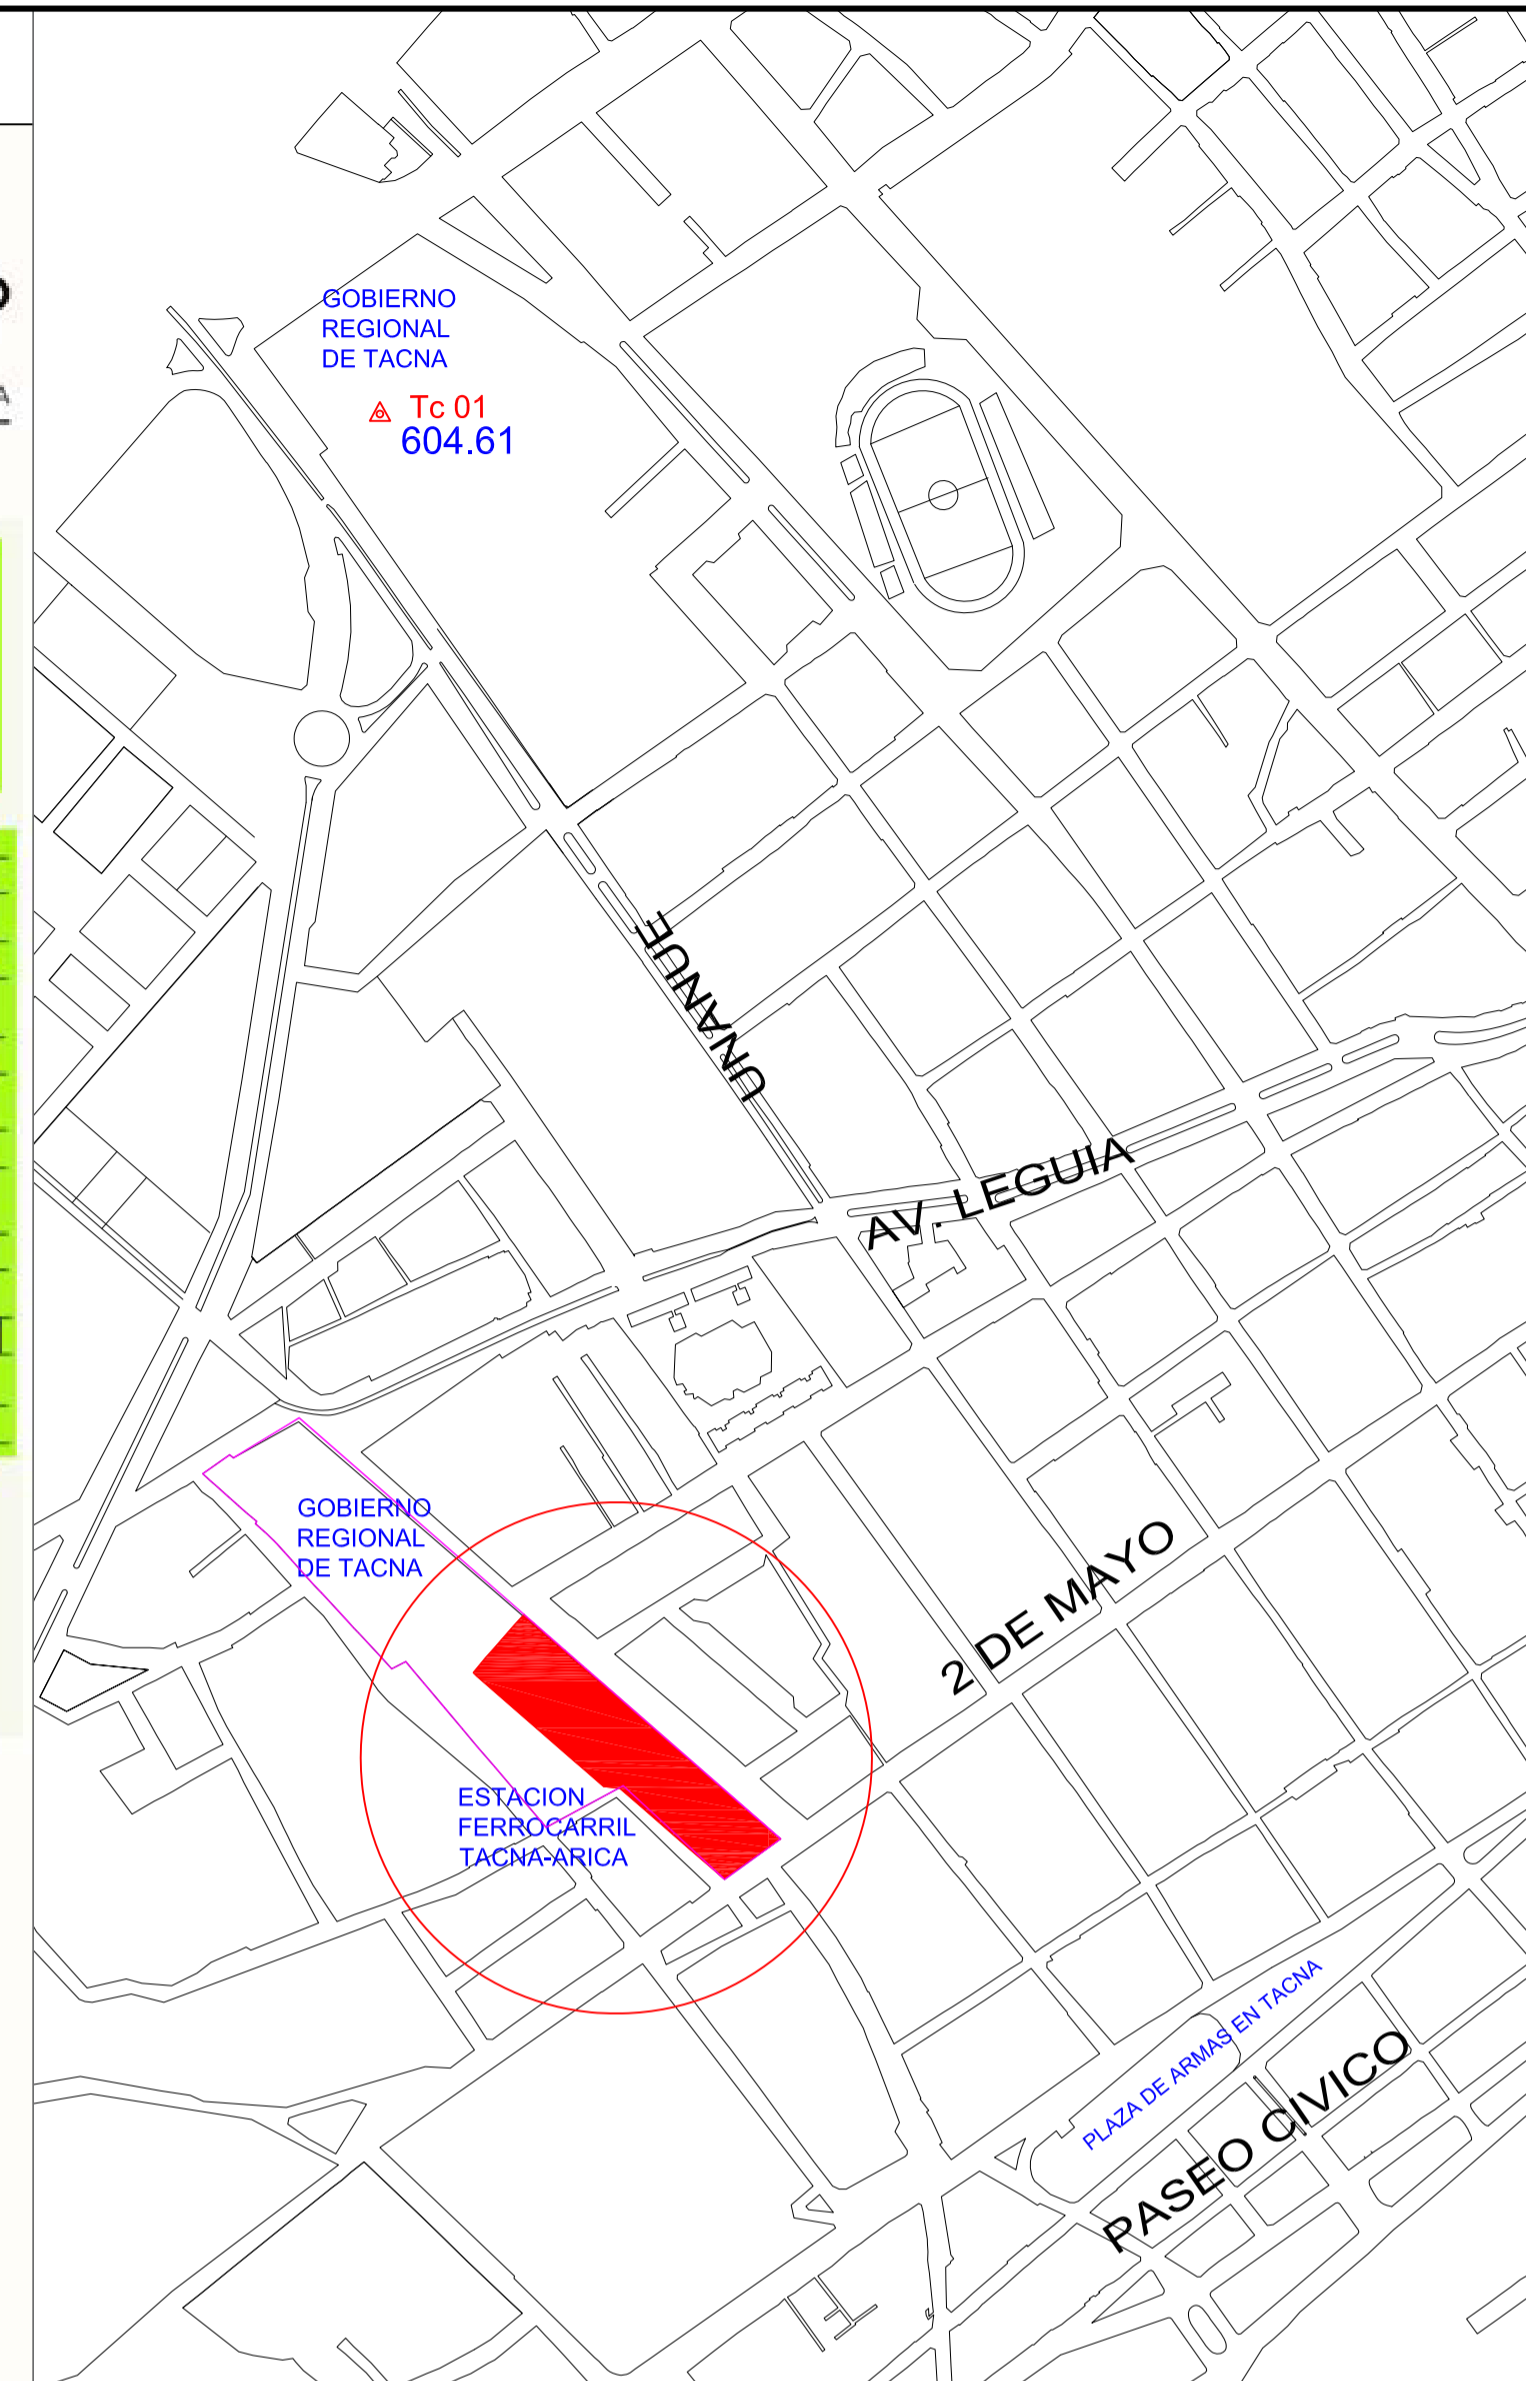 GOBIERNO
REGIONAL
DE TACNA
Tc 01
604.61
UNANUE
AV. LEGUIA
GOBIERNO
REGIONAL
DE TACNA
2 DE MAYO
ESTACION
FERROCARRIL
TACNA-ARICA
PLAZA DE ARMAS EN TACNA
PASEO CIVICO